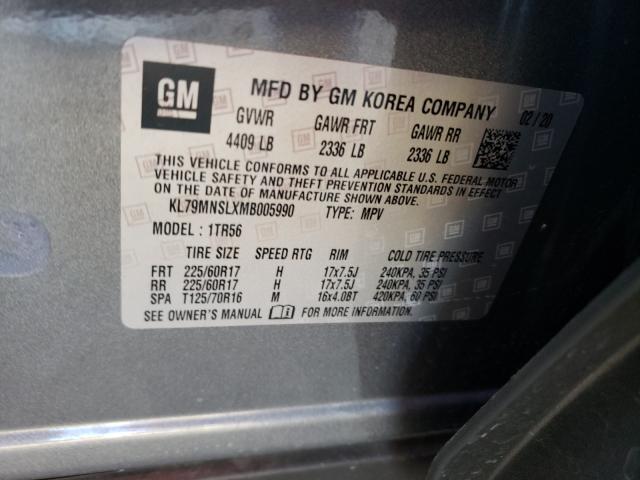 GM
MFD BY GM KOREA COMPANY 02/20
GVWR GAWR FRT GAWR RR
4409 LB 2336 LB 2336 LB
THIS VEHICLE CONFORMS TO ALL APPLICABLE U.S. FEDERAL MOTOR
VEHICLE SAFETY AND THEFT PREVENTION STANDARDS IN EFFECT
ON THE DATE OF MANUFACTURE SHOWN ABOVE.
KL79MNSLXMB005990 TYPE: MPV
MODEL : 1TR56
TIRE SIZE SPEED RTG RIM COLD TIRE PRESSURE
FRT 225/60R17 H 17x7.5J 240KPA, 35 PSI
RR 225/60R17 H 17x7.5J 240KPA, 35 PSI
SPA T125/70R16 M 16x4.0BT 420KPA, 60 PSI
SEE OWNER'S MANUAL FOR MORE INFORMATION.